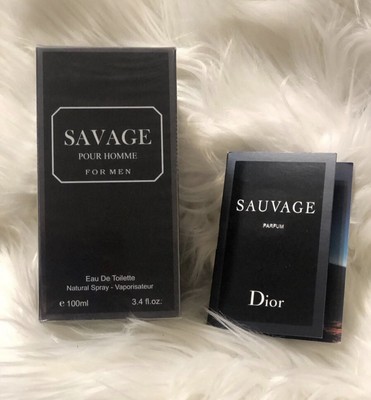 SAVAGE
POUR HOMME
FOR MEN
Eau De Toilette
Natural Spray - Vaporisateur
e 100ml 3.4 fl.oz.
SAUVAGE
PARFUM
Dior